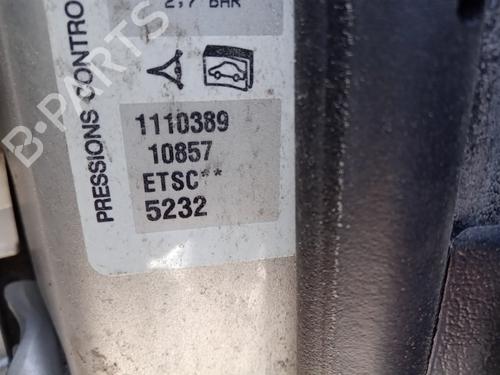 2,7 BAR
PRESSIONS CONTRO
1110389
10857
ETSC**
5232
B-PARTS